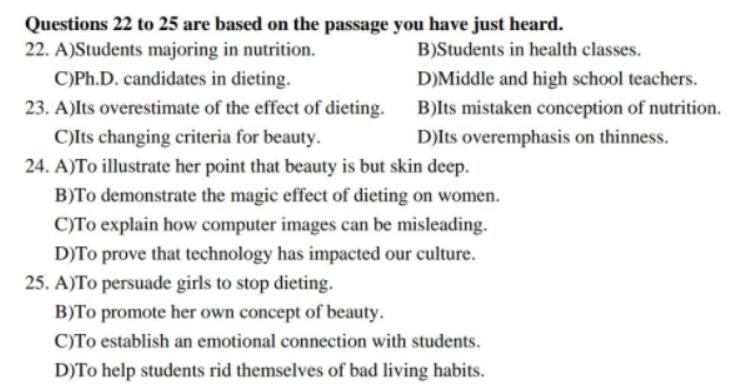 Questions 22 to 25 are based on the passage you have just heard.
22. A)Students majoring in nutrition. B)Students in health classes.
C)Ph.D. candidates in dieting. D)Middle and high school teachers.
23. A)Its overestimate of the effect of dieting. B)Its mistaken conception of nutrition.
C)Its changing criteria for beauty. D)Its overemphasis on thinness.
24. A)To illustrate her point that beauty is but skin deep.
B)To demonstrate the magic effect of dieting on women.
C)To explain how computer images can be misleading.
D)To prove that technology has impacted our culture.
25. A)To persuade girls to stop dieting.
B)To promote her own concept of beauty.
C)To establish an emotional connection with students.
D)To help students rid themselves of bad living habits.